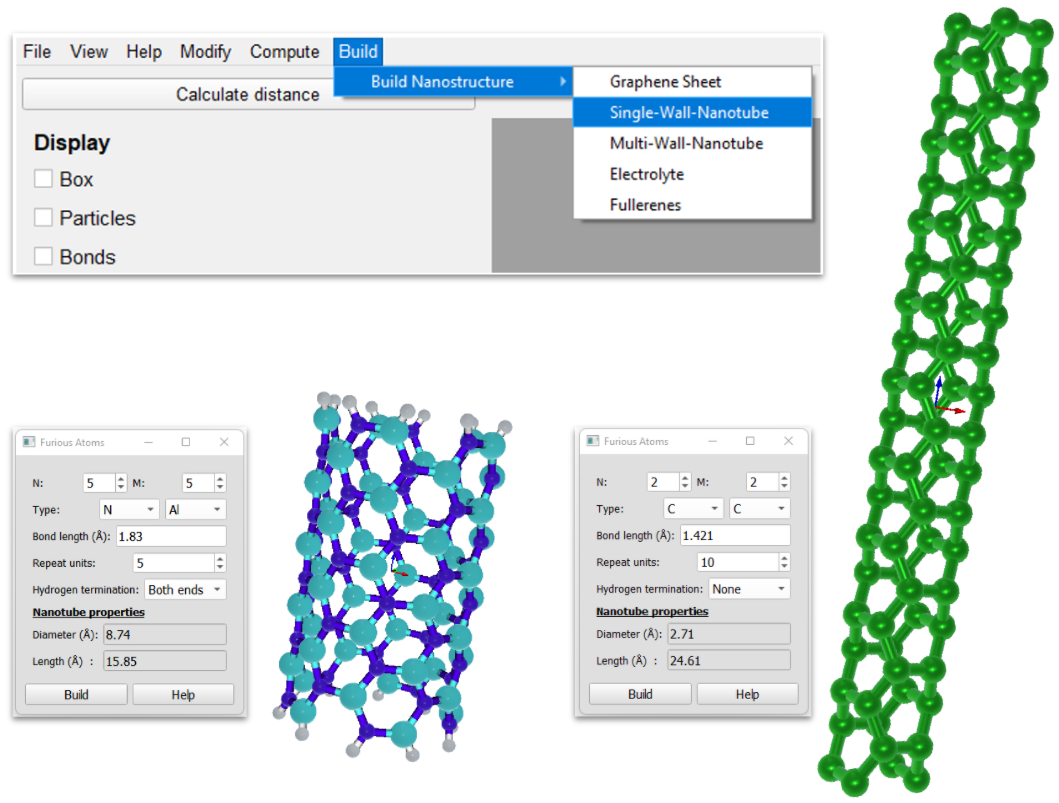 File View Help Modify Compute Build
Build Nanostructure
Graphene Sheet
Calculate distance
Single-Wall-Nanotube
Display
Multi-Wall-Nanotube
Box
Electrolyte
Particles
Fullerenes
Bonds
Furious Atoms
N: 5 M: 5
Type: N Al
Bond length (Å): 1.83
Repeat units: 5
Hydrogen termination: Both ends
Nanotube properties
Diameter (Å): 8.74
Length (Å) : 15.85
Build Help
Furious Atoms
N: 2 M: 2
Type: C C
Bond length (Å): 1.421
Repeat units: 10
Hydrogen termination: None
Nanotube properties
Diameter (Å): 2.71
Length (Å) : 24.61
Build Help